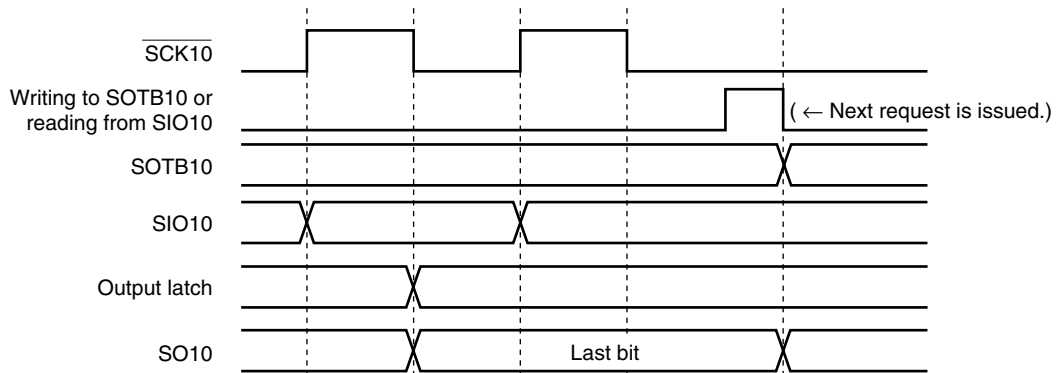 SCK10
Writing to SOTB10 or
reading from SIO10
( ← Next request is issued.)
SOTB10
SIO10
Output latch
SO10
Last bit